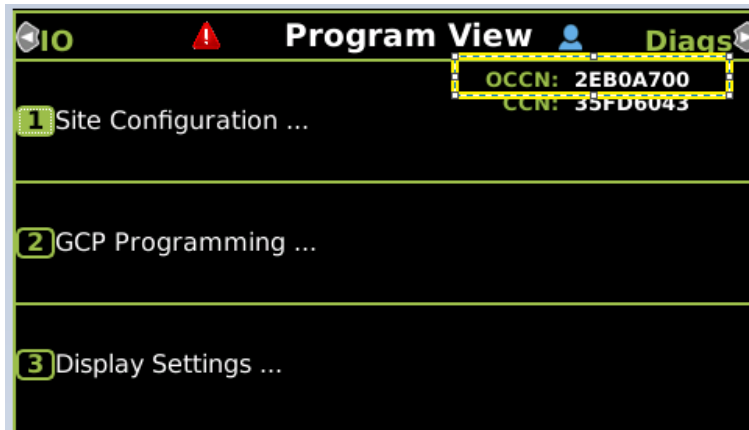 IO Program View Diags
OCCN: 2EB0A700
CCN: 35FD6043
1 Site Configuration ...
2 GCP Programming ...
3 Display Settings ...